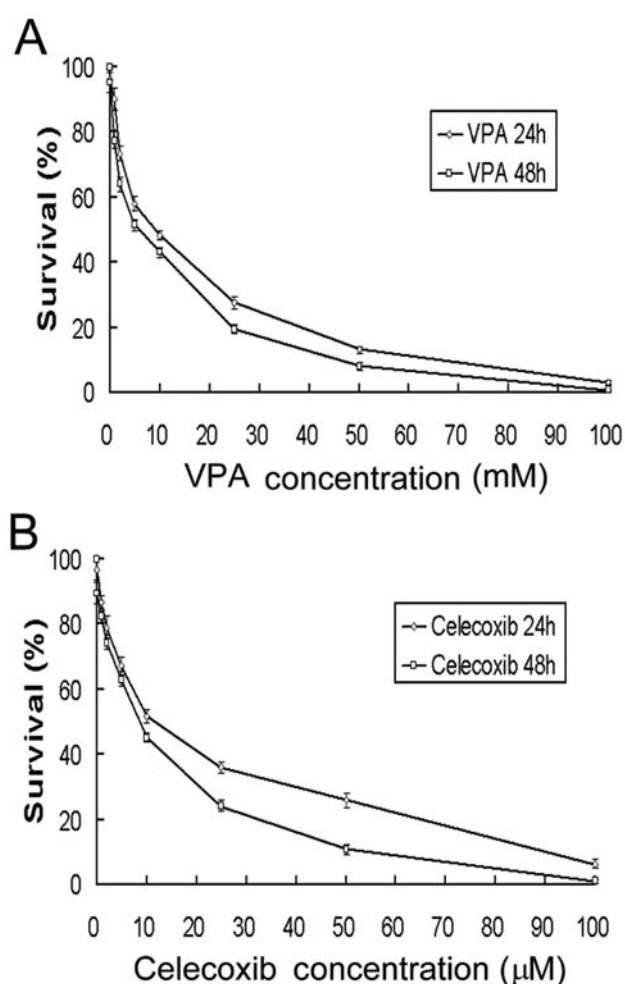 A
100
80
60
40
20
0
Survival (%)
VPA 24h
VPA 48h
0 10 20 30 40 50 60 70 80 90 100
VPA concentration (mM)
B
100
80
60
40
20
0
Survival (%)
Celecoxib 24h
Celecoxib 48h
0 10 20 30 40 50 60 70 80 90 100
Celecoxib concentration (μM)